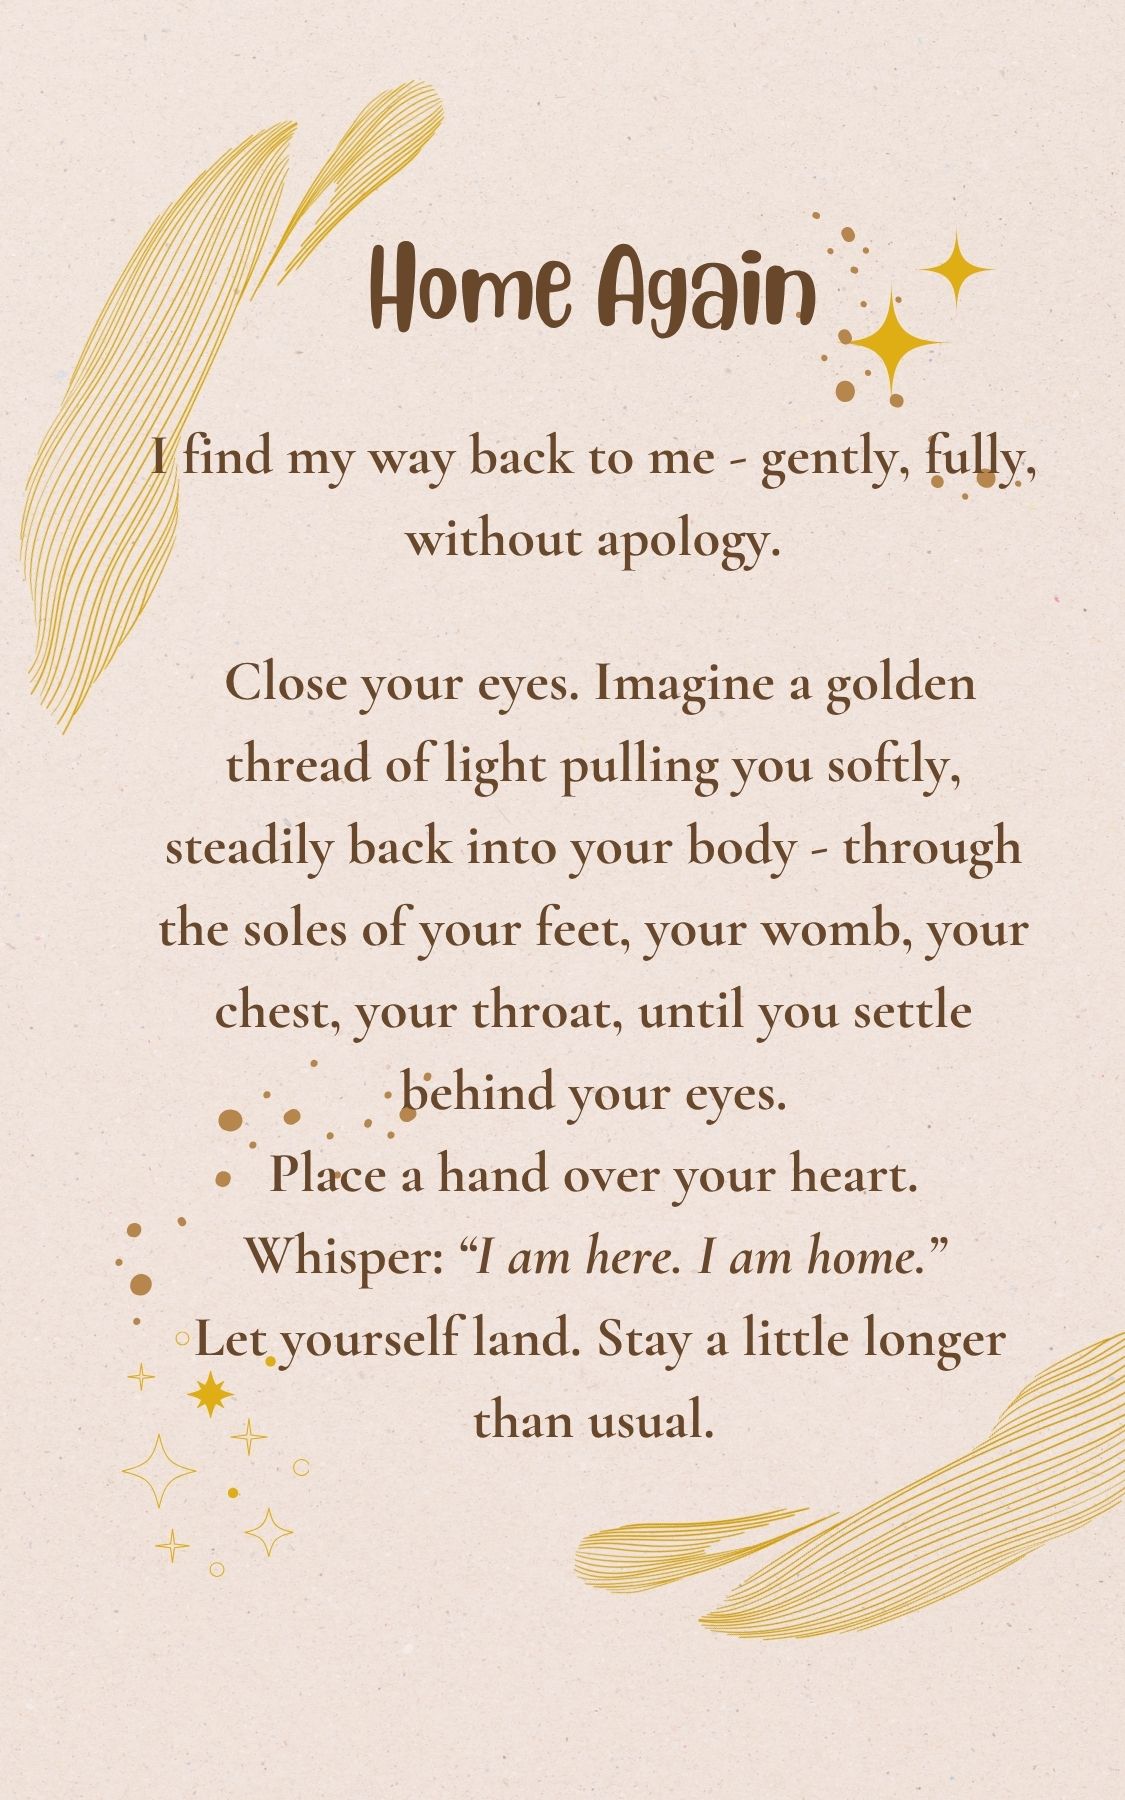 Home Again
I find my way back to me - gently, fully,
without apology.
Close your eyes. Imagine a golden
thread of light pulling you softly,
steadily back into your body - through
the soles of your feet, your womb, your
chest, your throat, until you settle
behind your eyes.
Place a hand over your heart.
Whisper: “I am here. I am home.”
Let yourself land. Stay a little longer
than usual.